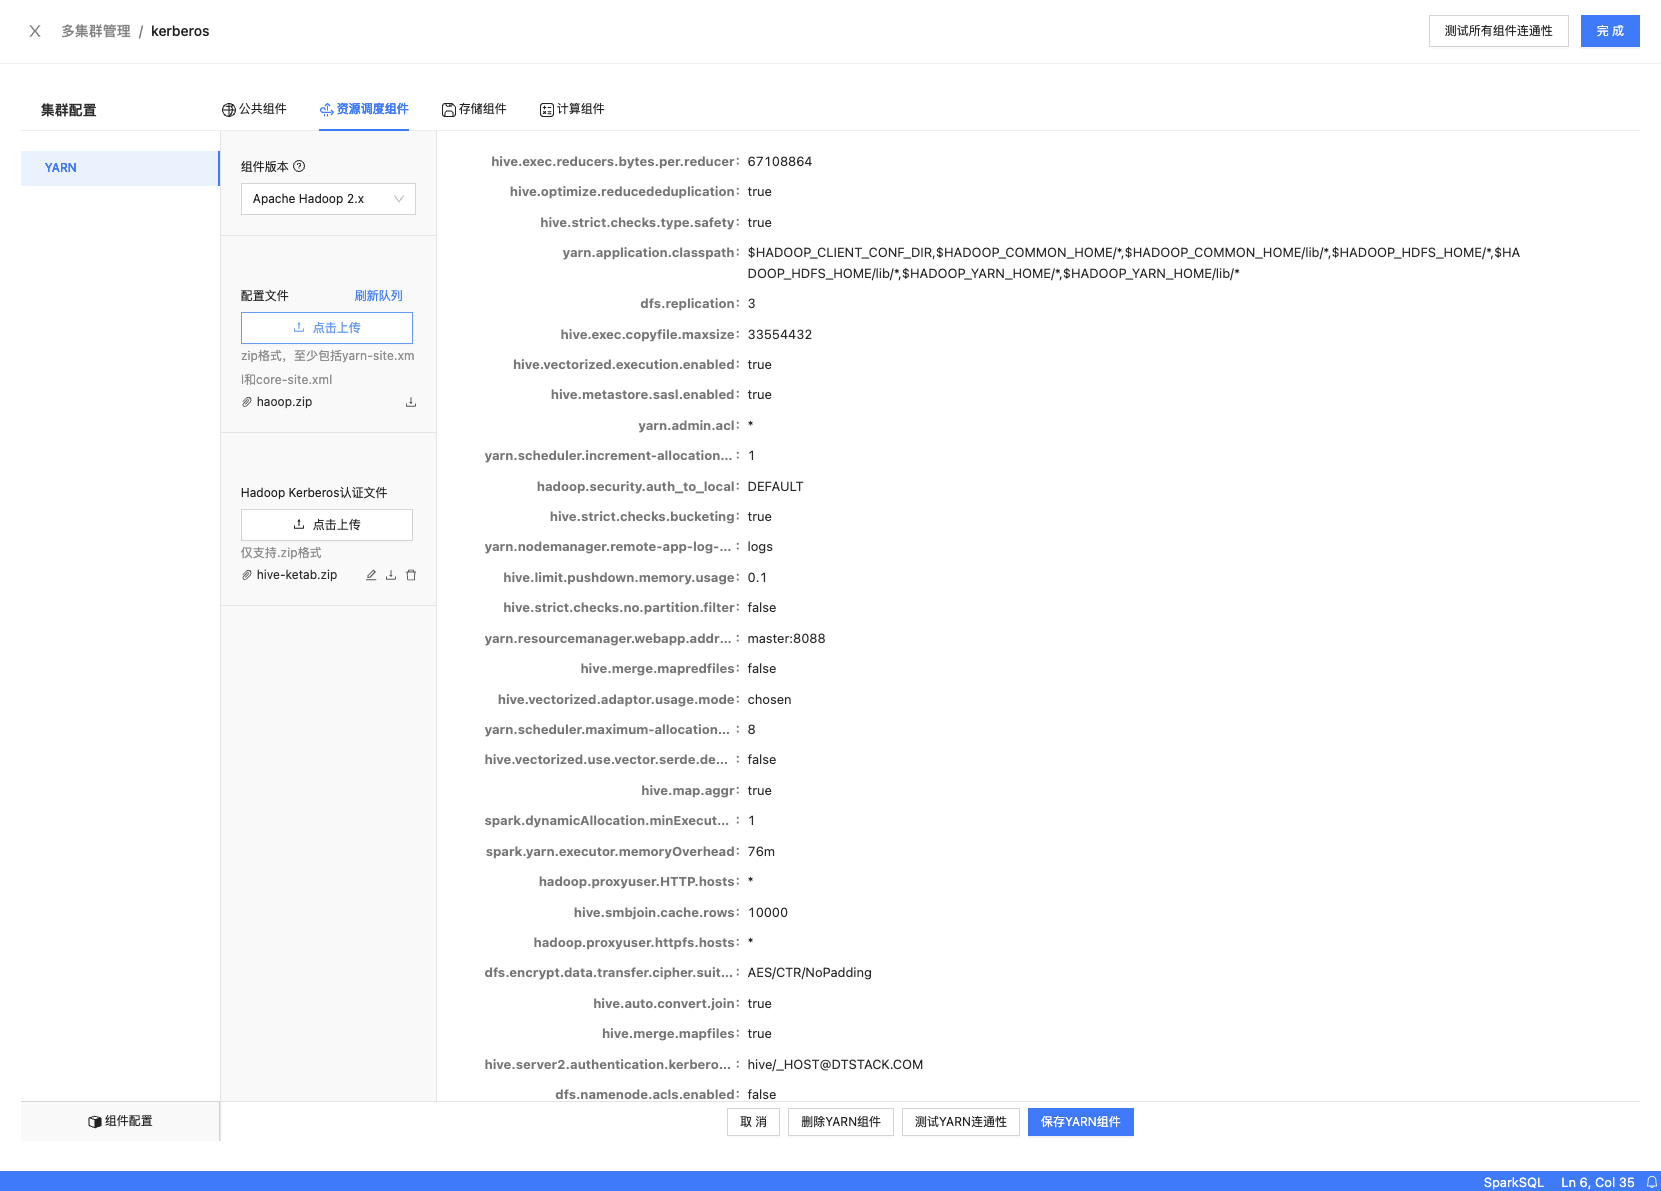 多集群管理 / kerberos
测试所有组件连通性
完 成
集群配置
公共组件
资源调度组件
存储组件
计算组件
YARN
组件版本
Apache Hadoop 2.x
配置文件
刷新队列
点击上传
zip格式，至少包括yarn-site.xm
l和core-site.xml
haoop.zip
Hadoop Kerberos认证文件
点击上传
仅支持.zip格式
hive-ketab.zip
hive.exec.reducers.bytes.per.reducer: 67108864
hive.optimize.reducededuplication: true
hive.strict.checks.type.safety: true
yarn.application.classpath: $HADOOP_CLIENT_CONF_DIR,$HADOOP_COMMON_HOME/*,$HADOOP_COMMON_HOME/lib/*,$HADOOP_HDFS_HOME/*,$HA
DOOP_HDFS_HOME/lib/*,$HADOOP_YARN_HOME/*,$HADOOP_YARN_HOME/lib/*
dfs.replication: 3
hive.exec.copyfile.maxsize: 33554432
hive.vectorized.execution.enabled: true
hive.metastore.sasl.enabled: true
yarn.admin.acl: *
yarn.scheduler.increment-allocation... : 1
hadoop.security.auth_to_local: DEFAULT
hive.strict.checks.bucketing: true
yarn.nodemanager.remote-app-log-... : logs
hive.limit.pushdown.memory.usage: 0.1
hive.strict.checks.no.partition.filter: false
yarn.resourcemanager.webapp.addr... : master:8088
hive.merge.mapredfiles: false
hive.vectorized.adaptor.usage.mode: chosen
yarn.scheduler.maximum-allocation... : 8
hive.vectorized.use.vector.serde.de... : false
hive.map.aggr: true
spark.dynamicAllocation.minExecut... : 1
spark.yarn.executor.memoryOverhead: 76m
hadoop.proxyuser.HTTP.hosts: *
hive.smbjoin.cache.rows: 10000
hadoop.proxyuser.httpfs.hosts: *
dfs.encrypt.data.transfer.cipher.suit... : AES/CTR/NoPadding
hive.auto.convert.join: true
hive.merge.mapfiles: true
hive.server2.authentication.kerbero... : hive/_HOST@DTSTACK.COM
dfs.namenode.acls.enabled: false
组件配置
取 消
删除YARN组件
测试YARN连通性
保存YARN组件
SparkSQL Ln 6, Col 35